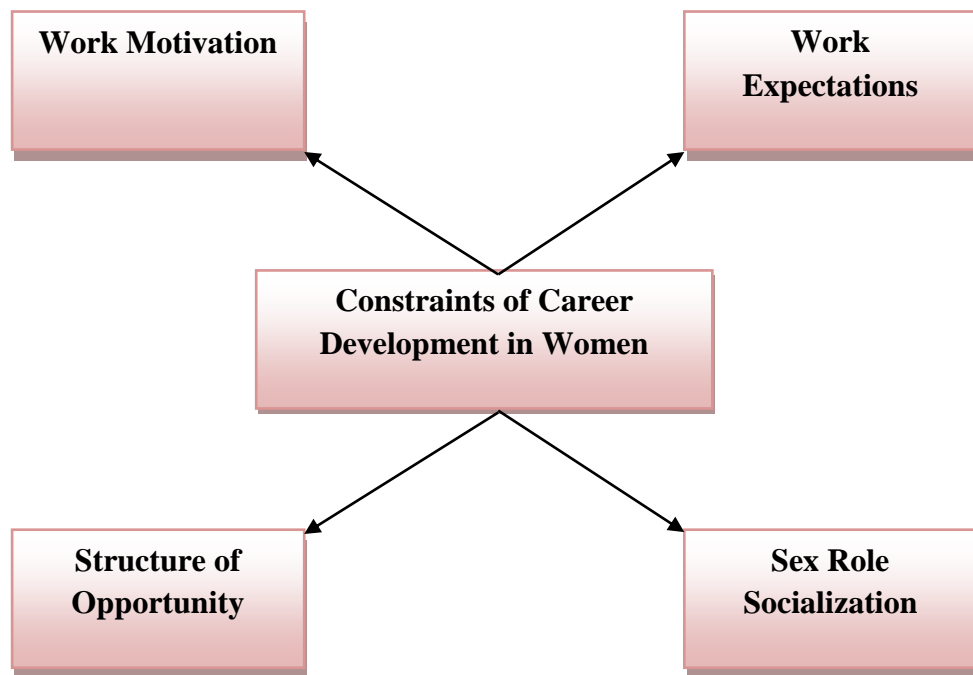 Work Motivation
Work
Expectations
Constraints of Career
Development in Women
Structure of
Opportunity
Sex Role
Socialization